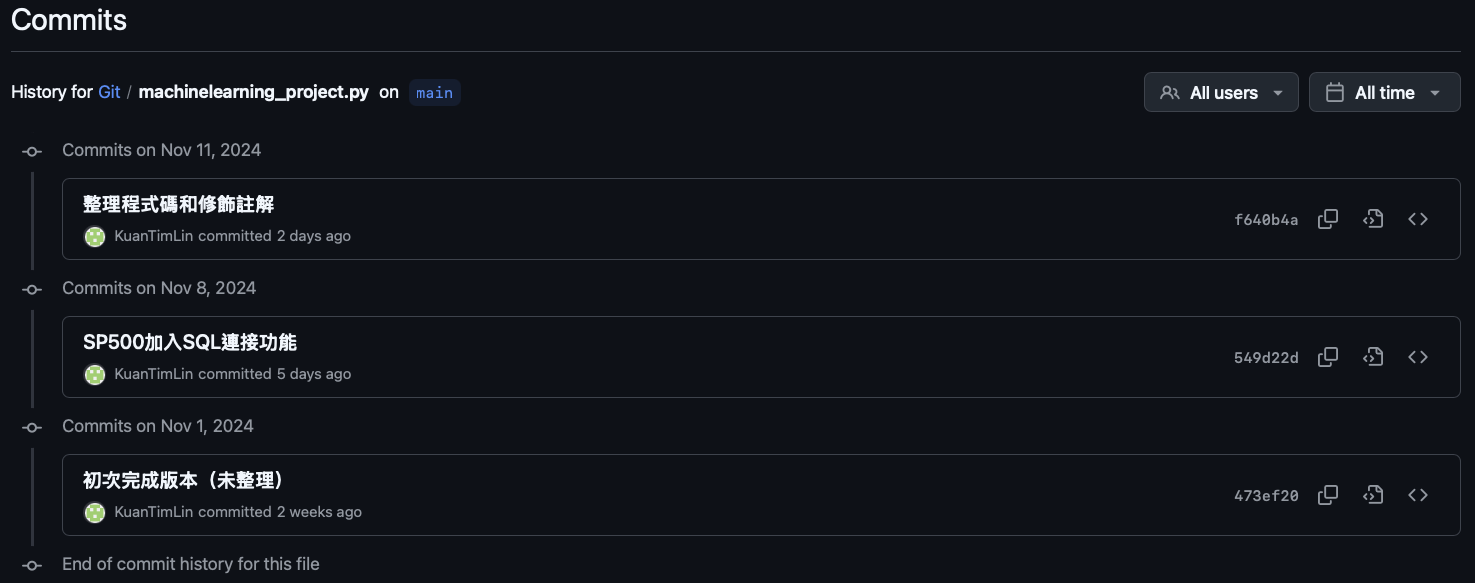 Commits
History for Git / machinelearning_project.py on main
All users
All time
Commits on Nov 11, 2024
整理程式碼和修飾註解
KuanTimLin committed 2 days ago
f640b4a
Commits on Nov 8, 2024
SP500加入SQL連接功能
KuanTimLin committed 5 days ago
549d22d
Commits on Nov 1, 2024
初次完成版本（未整理）
KuanTimLin committed 2 weeks ago
473ef20
End of commit history for this file